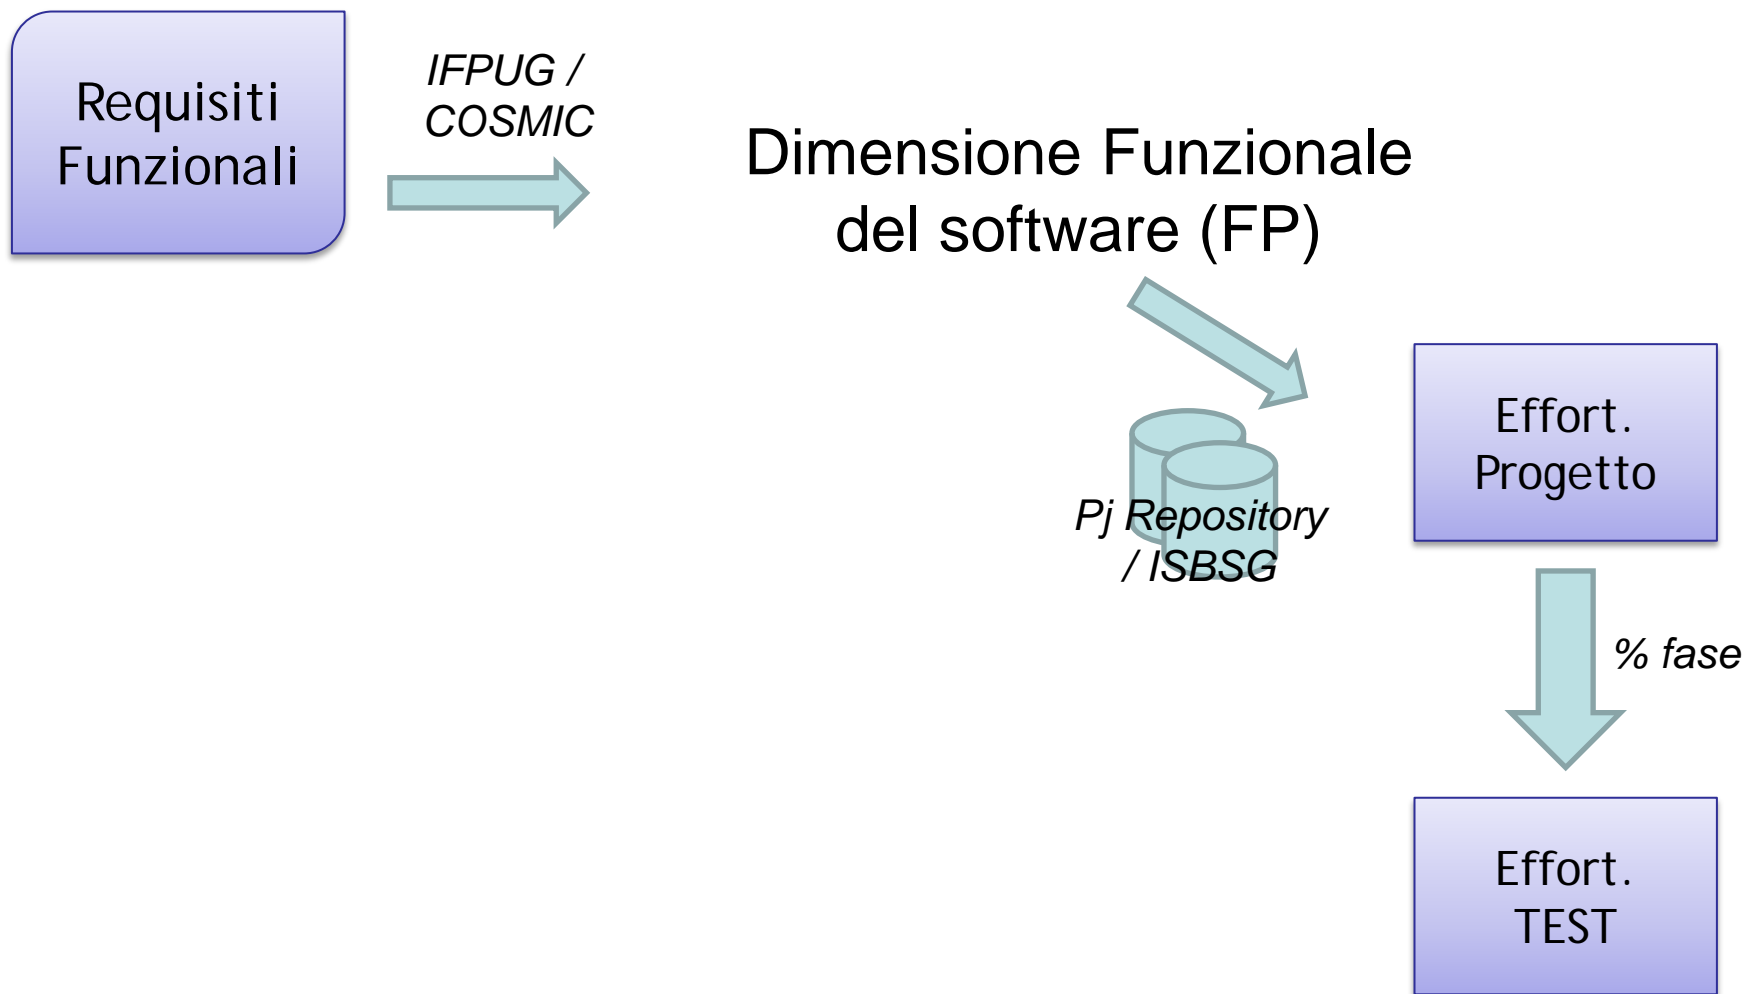 Requisiti
Funzionali
IFPUG /
COSMIC
Dimensione Funzionale
del software (FP)
Pj Repository
/ ISBSG
Effort.
Progetto
% fase
Effort.
TEST